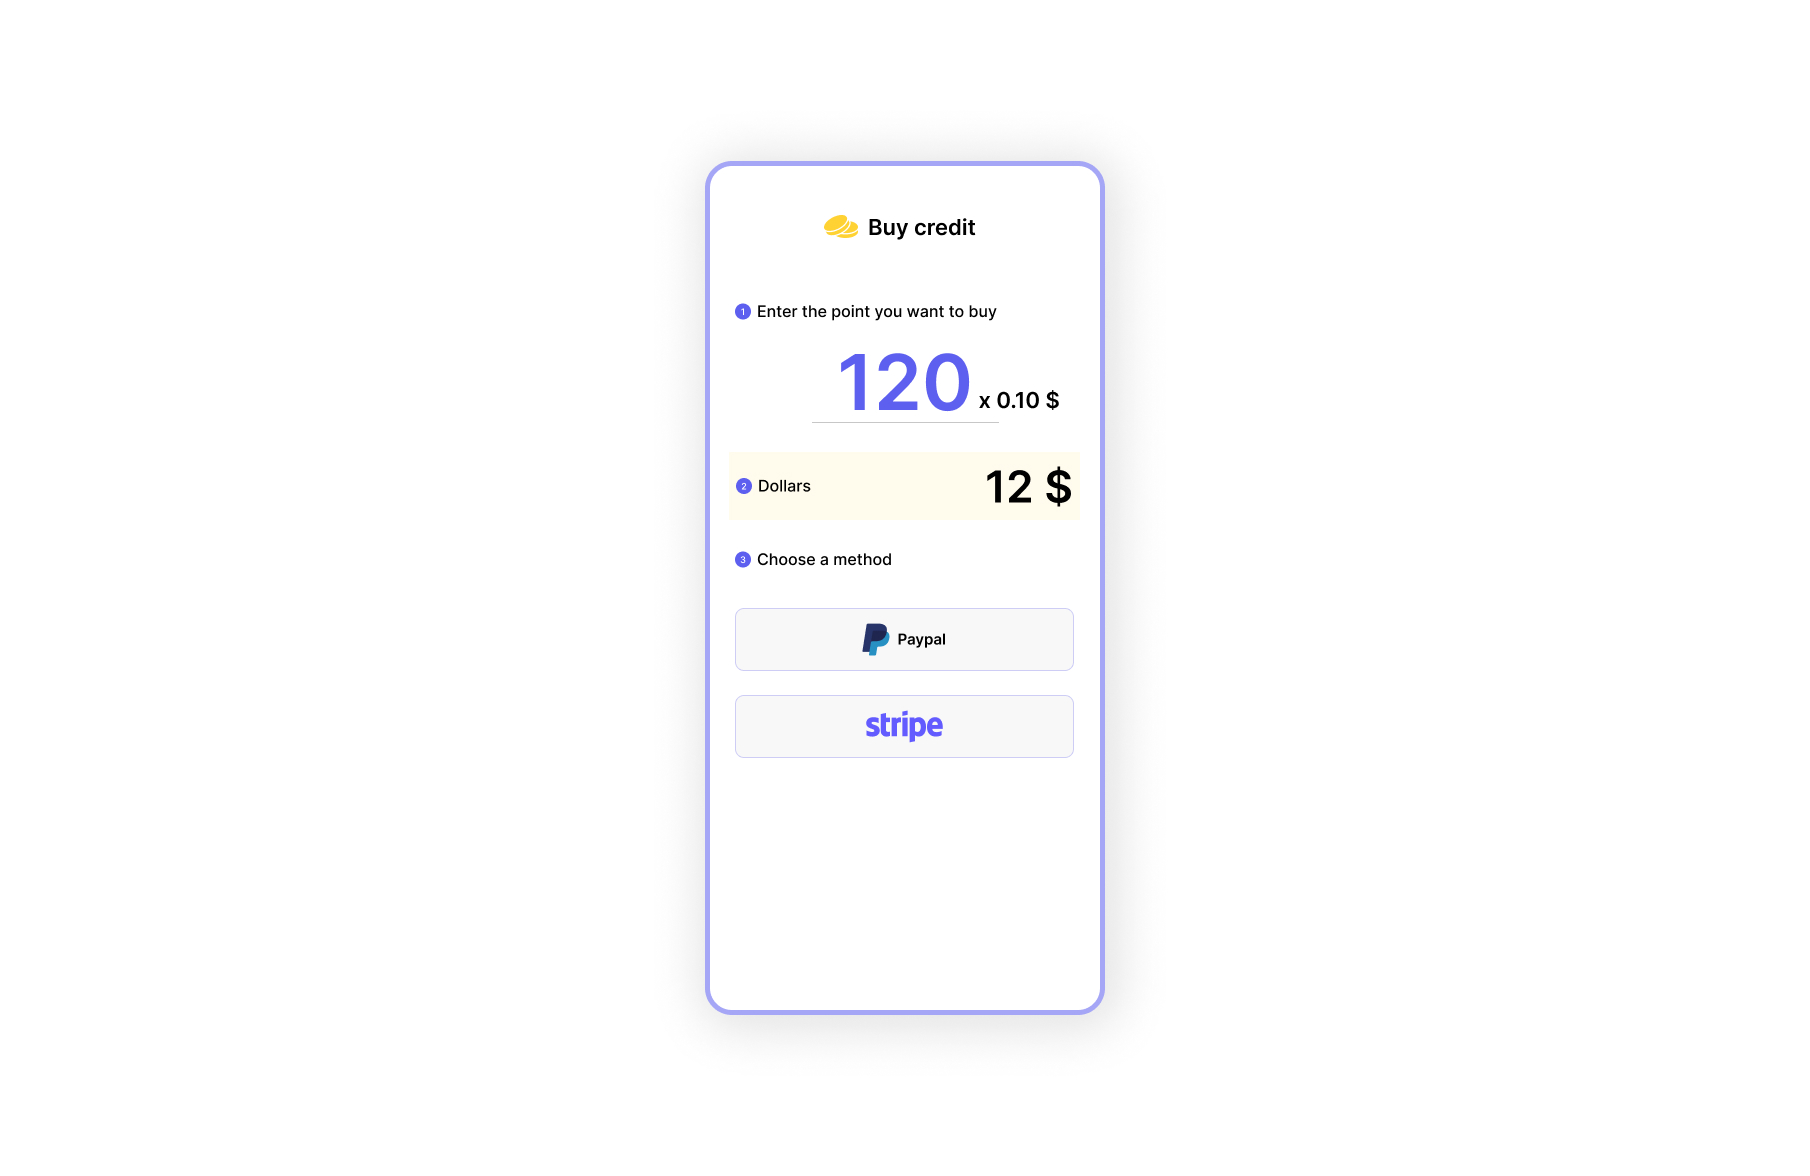 Buy credit
1 Enter the point you want to buy
120 x 0.10 $
2 Dollars 12 $
3 Choose a method
Paypal
stripe